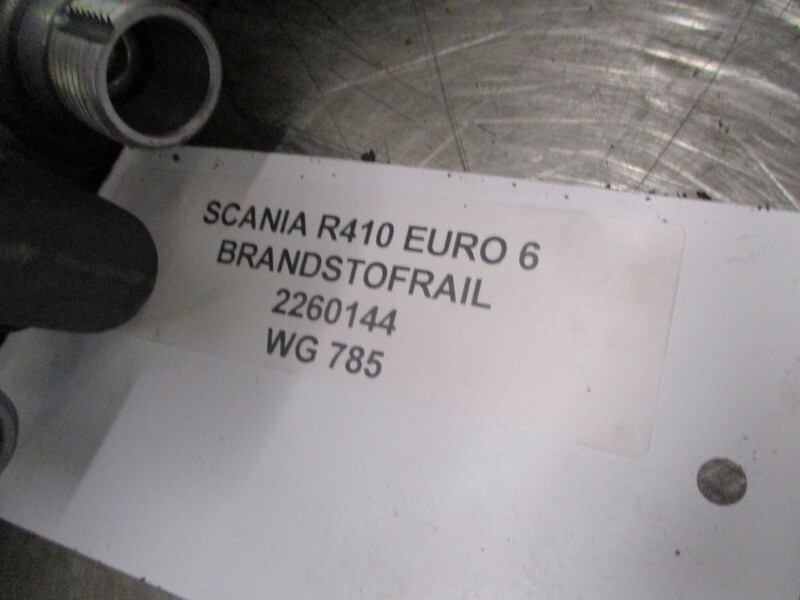 SCANIA R410 EURO 6
BRANDSTOFRAIL
2260144
WG 785